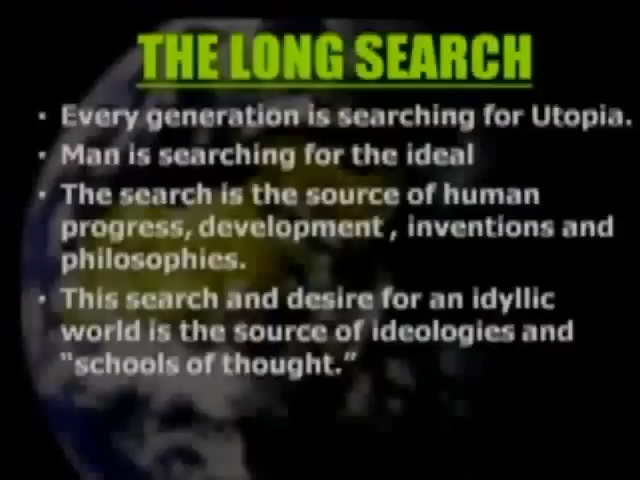 THE LONG SEARCH
• Every generation is searching for Utopia.
• Man is searching for the ideal
• The search is the source of human
progress, development , inventions and
philosophies.
• This search and desire for an idyllic
world is the source of ideologies and
“schools of thought.”